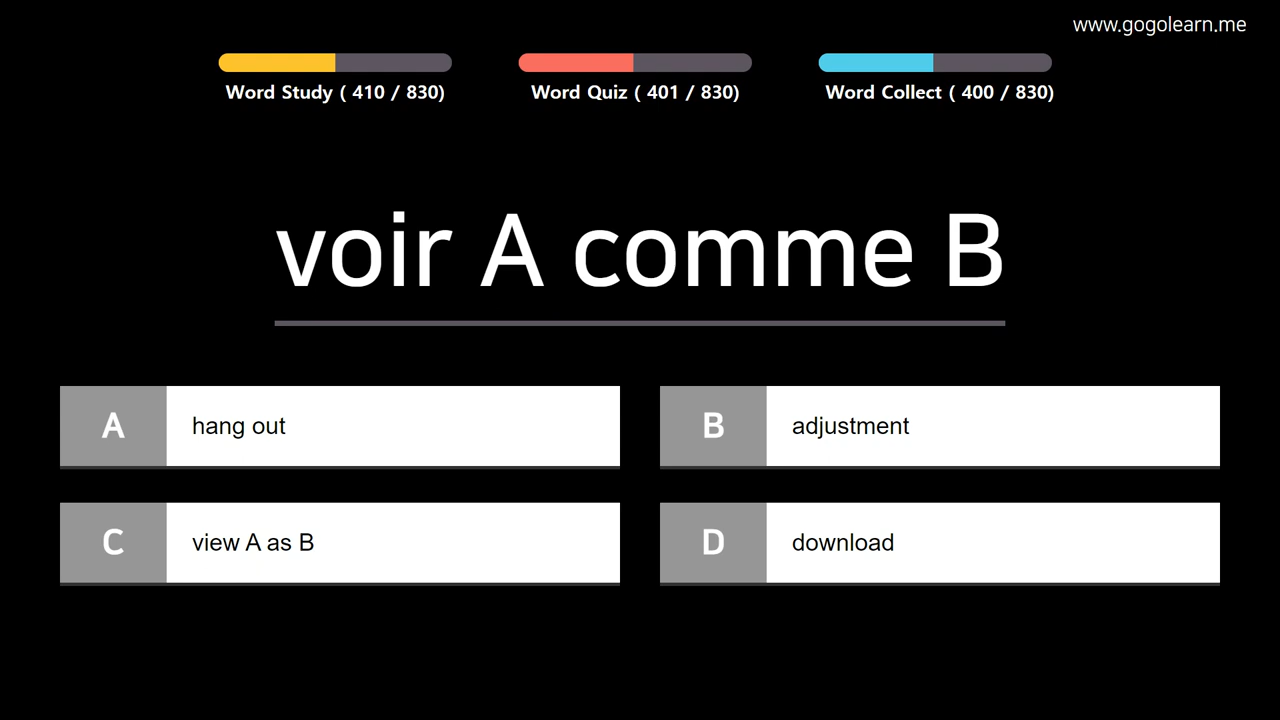 www.gogolearn.me
Word Study ( 410 / 830)
Word Quiz ( 401 / 830)
Word Collect ( 400 / 830)
voir A comme B
A hang out
B adjustment
C view A as B
D download